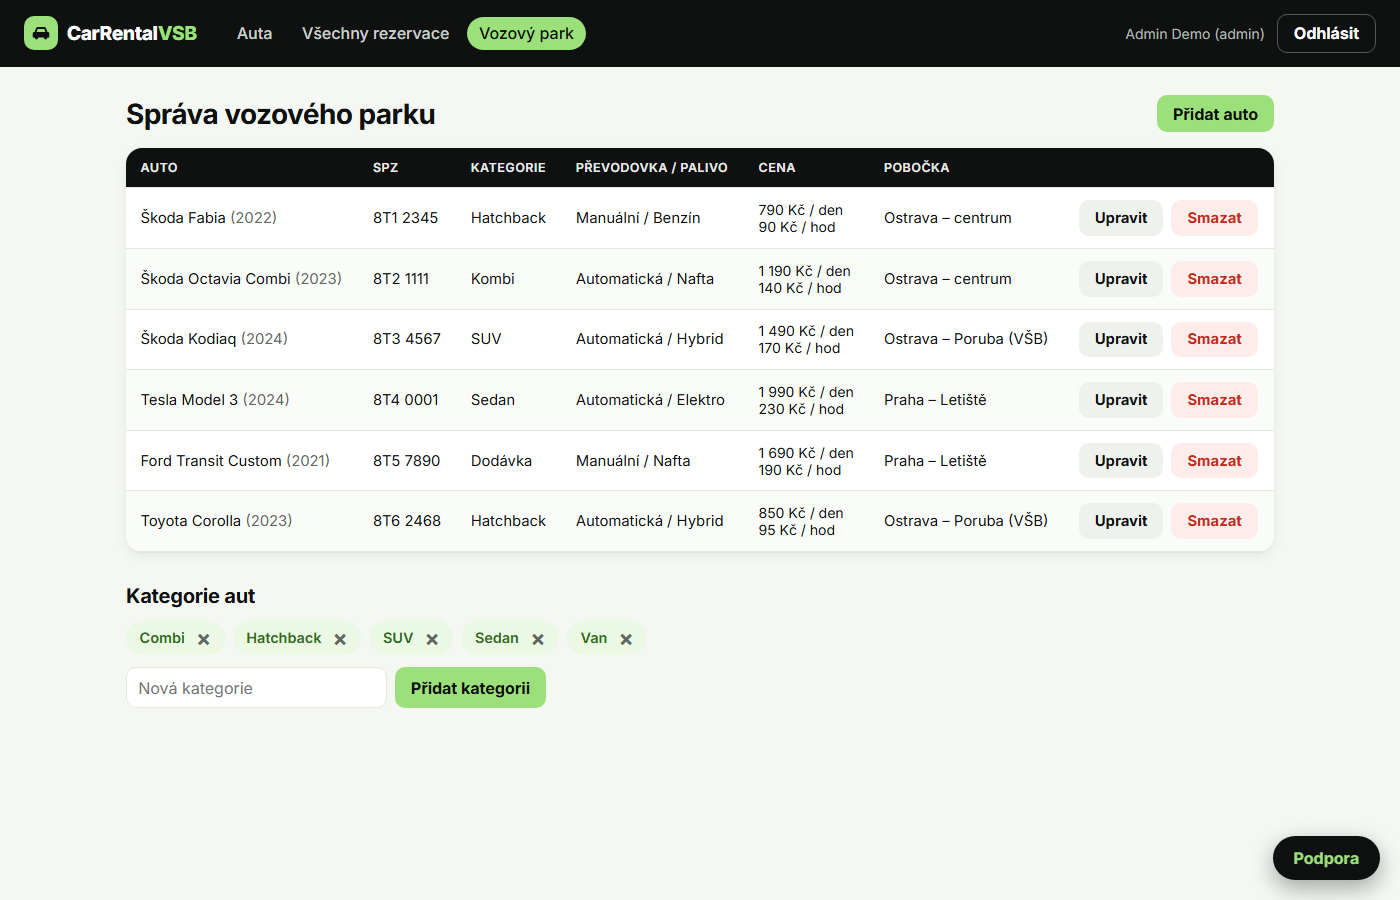 CarRentalVSB Auta Všechny rezervace Vozový park Admin Demo (admin) Odhlásit
Správa vozového parku Přidat auto
AUTO SPZ KATEGORIE PŘEVODOVKA / PALIVO CENA POBOČKA
Škoda Fabia (2022) 8T1 2345 Hatchback Manuální / Benzín 790 Kč / den Ostrava – centrum Upravit Smazat
90 Kč / hod
Škoda Octavia Combi (2023) 8T2 1111 Kombi Automatická / Nafta 1 190 Kč / den Ostrava – centrum Upravit Smazat
140 Kč / hod
Škoda Kodiaq (2024) 8T3 4567 SUV Automatická / Hybrid 1 490 Kč / den Ostrava – Poruba (VŠB) Upravit Smazat
170 Kč / hod
Tesla Model 3 (2024) 8T4 0001 Sedan Automatická / Elektro 1 990 Kč / den Praha – Letiště Upravit Smazat
230 Kč / hod
Ford Transit Custom (2021) 8T5 7890 Dodávka Manuální / Nafta 1 690 Kč / den Praha – Letiště Upravit Smazat
190 Kč / hod
Toyota Corolla (2023) 8T6 2468 Hatchback Automatická / Hybrid 850 Kč / den Ostrava – Poruba (VŠB) Upravit Smazat
95 Kč / hod
Kategorie aut
Combi × Hatchback × SUV × Sedan × Van ×
Nová kategorie Přidat kategorii
Podpora